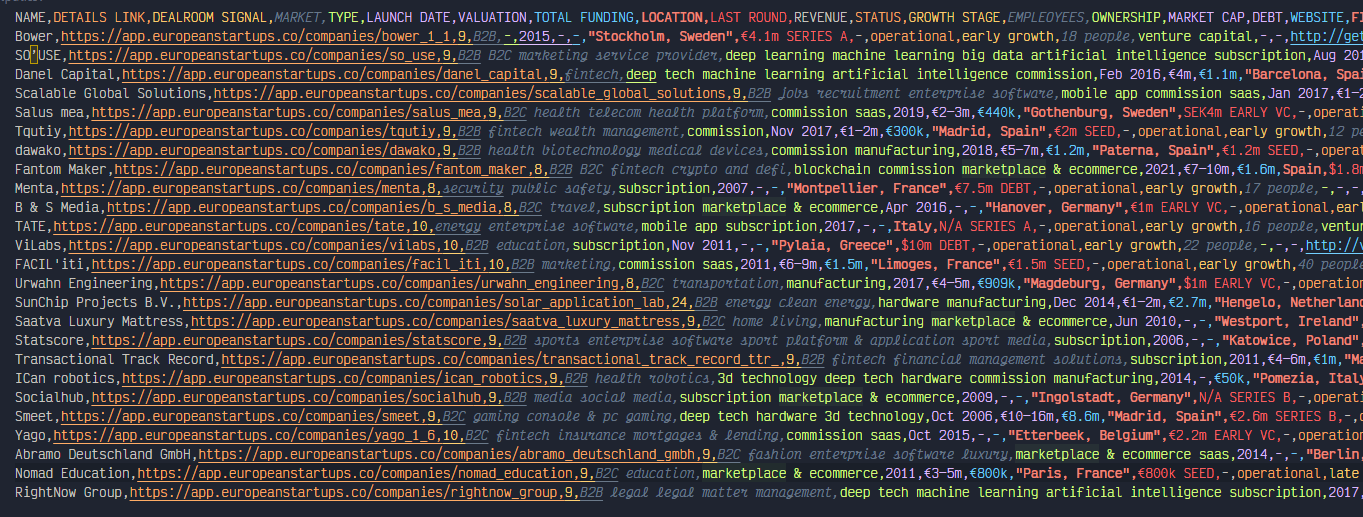 NAME,DETAILS LINK,DEALROOM SIGNAL,MARKET,TYPE,LAUNCH DATE,VALUATION,TOTAL FUNDING,LOCATION,LAST ROUND,REVENUE,STATUS,GROWTH STAGE,EMPLOYEES,OWNERSHIP,MARKET CAP,DEBT,WEBSITE,FI
Bower,https://app.europeanstartups.co/companies/bower_1_1,9,B2B,-,2015,-,-,"Stockholm, Sweden",€4.1m SERIES A,-,operational,early growth,18 people,venture capital,-,-,http://get
SO'USE,https://app.europeanstartups.co/companies/so_use,9,B2B B2C marketing service provider,deep learning machine learning big data artificial intelligence subscription,Aug 201
Danel Capital,https://app.europeanstartups.co/companies/danel_capital,9,fintech,deep tech machine learning artificial intelligence commission,Feb 2016,€4m,€1.1m,"Barcelona, Spai
Scalable Global Solutions,https://app.europeanstartups.co/companies/scalable_global_solutions,9,B2B jobs recruitment enterprise software,mobile app commission saas,Jan 2017,€1-2
Salus mea,https://app.europeanstartups.co/companies/salus_mea,9,B2C health telecom health platform,commission saas,2019,€2-3m,€440k,"Gothenburg, Sweden",SEK4m EARLY VC,-,operational,early gro
Tqutiy,https://app.europeanstartups.co/companies/tqutiy,9,B2B fintech wealth management,commission,Nov 2017,€1-2m,€300k,"Madrid, Spain",€2m SEED,-,operational,early growth,12 p
dawako,https://app.europeanstartups.co/companies/dawako,9,B2B health biotechnology medical devices,commission manufacturing,2018,€5-7m,€1.2m,"Paterna, Spain",€1.2m SEED,-,operationa
Fantom Maker,https://app.europeanstartups.co/companies/fantom_maker,8,B2B B2C fintech crypto and defi,blockchain commission marketplace & ecommerce,2021,€7-10m,€1.6m,Spain,$1.8m
Menta,https://app.europeanstartups.co/companies/menta,8,security public safety,subscription,2007,-,-,"Montpellier, France",€7.5m DEBT,-,operational,early growth,17 people,-,-,-,
B & S Media,https://app.europeanstartups.co/companies/b_s_media,8,B2C travel,subscription marketplace & ecommerce,Apr 2016,-,-,"Hanover, Germany",€1m EARLY VC,-,operational,earl
TATE,https://app.europeanstartups.co/companies/tate,10,energy enterprise software,mobile app subscription,2017,-,-,Italy,N/A SERIES A,-,operational,early growth,16 people,ventur
ViLabs,https://app.europeanstartups.co/companies/vilabs,10,B2B education,subscription,Nov 2011,-,-,"Pylaia, Greece",$10m DEBT,-,operational,early growth,22 people,-,-,-,http://v
FACIL'iti,https://app.europeanstartups.co/companies/facil_iti,10,B2B marketing,commission saas,2011,€6-9m,€1.5m,"Limoges, France",€1.5m SEED,-,operational,early growth,40 people
Urwahn Engineering,https://app.europeanstartups.co/companies/urwahn_engineering,8,B2C transportation,manufacturing,2017,€4-5m,€909k,"Magdeburg, Germany",$1m EARLY VC,-,operation
SunChip Projects B.V.,https://app.europeanstartups.co/companies/solar_application_lab,24,B2B energy clean energy,hardware manufacturing,Dec 2014,€1-2m,€2.7m,"Hengelo, Netherland
Saatva Luxury Mattress,https://app.europeanstartups.co/companies/saatva_luxury_mattress,9,B2C home living,manufacturing marketplace & ecommerce,Jun 2010,-,-,"Westport, Ireland",
Statscore,https://app.europeanstartups.co/companies/statscore,9,B2B sports enterprise software sport platform & application sport media,subscription,2006,-,-,"Katowice, Poland",
Transactional Track Record,https://app.europeanstartups.co/companies/transactional_track_record_ttr_,9,B2B fintech financial management solutions,subscription,2011,€4-6m,€1m,"Ma
ICan robotics,https://app.europeanstartups.co/companies/ican_robotics,9,B2B health robotics,3d technology deep tech hardware commission manufacturing,2014,-,€50k,"Pomezia, Italy
Socialhub,https://app.europeanstartups.co/companies/socialhub,9,B2B media social media,subscription marketplace & ecommerce,2009,-,-,"Ingolstadt, Germany",N/A SERIES B,-,operatio
Smeet,https://app.europeanstartups.co/companies/smeet,9,B2C gaming console & pc gaming,deep tech hardware 3d technology,Oct 2006,€10-16m,€8.6m,"Madrid, Spain",€2.6m SERIES B,-,op
Yago,https://app.europeanstartups.co/companies/yago_1_6,10,B2C fintech insurance mortgages & lending,commission saas,Oct 2015,-,-,"Etterbeek, Belgium",€2.2m EARLY VC,-,operation
Abramo Deutschland GmbH,https://app.europeanstartups.co/companies/abramo_deutschland_gmbh,9,B2C fashion enterprise software luxury,marketplace & ecommerce saas,2014,-,-,"Berlin,
Nomad Education,https://app.europeanstartups.co/companies/nomad_education,9,B2C education,marketplace & ecommerce,2011,€3-5m,€800k,"Paris, France",€800k SEED,-,operational,late
RightNow Group,https://app.europeanstartups.co/companies/rightnow_group,9,B2B legal legal matter management,deep tech machine learning artificial intelligence subscription,2017,